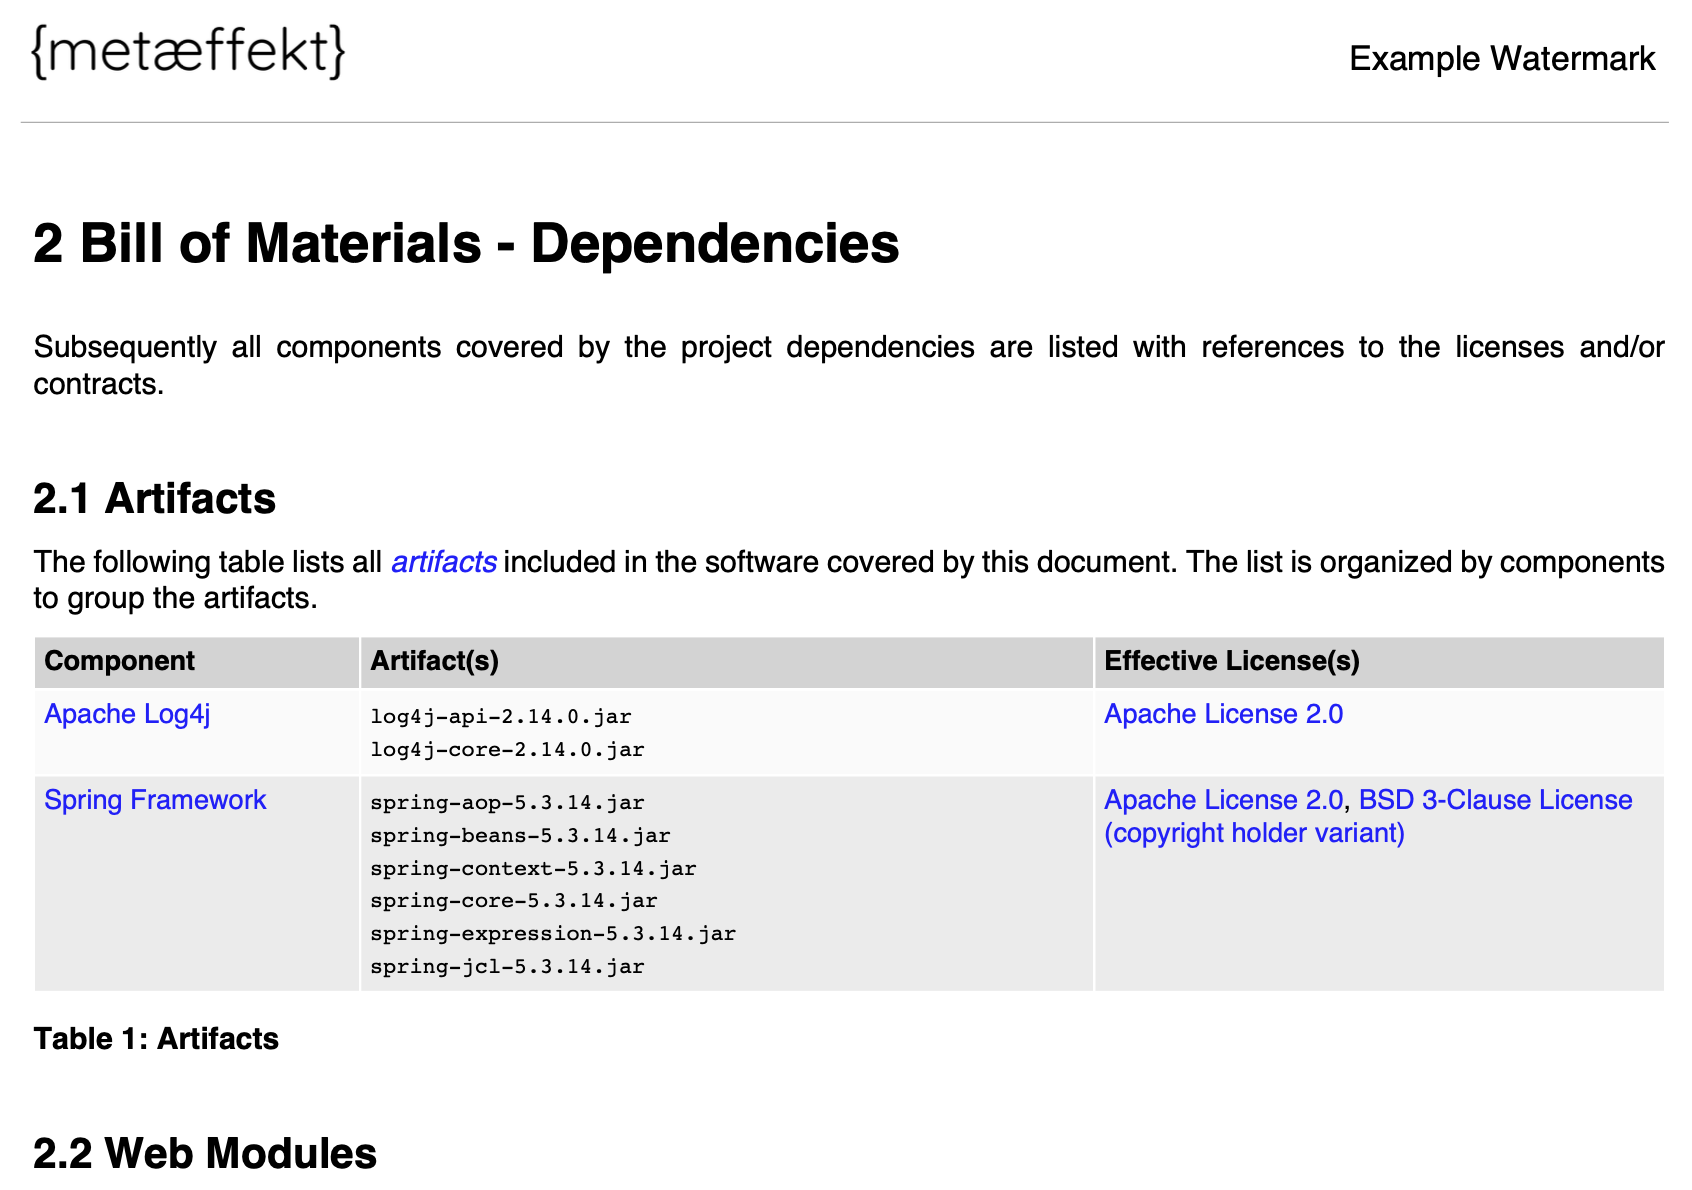 {metæffekt}
Example Watermark
2 Bill of Materials - Dependencies
Subsequently all components covered by the project dependencies are listed with references to the licenses and/or
contracts.
2.1 Artifacts
The following table lists all artifacts included in the software covered by this document. The list is organized by components
to group the artifacts.
Component Artifact(s) Effective License(s)
Apache Log4j log4j-api-2.14.0.jar Apache License 2.0
log4j-core-2.14.0.jar
Spring Framework spring-aop-5.3.14.jar Apache License 2.0, BSD 3-Clause License
spring-beans-5.3.14.jar (copyright holder variant)
spring-context-5.3.14.jar
spring-core-5.3.14.jar
spring-expression-5.3.14.jar
spring-jcl-5.3.14.jar
Table 1: Artifacts
2.2 Web Modules